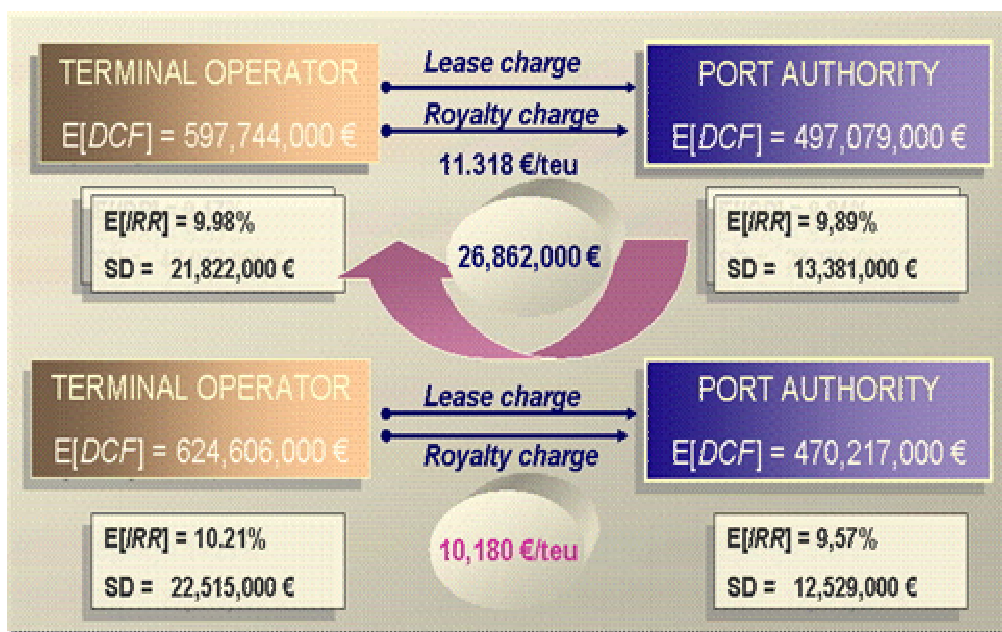 TERMINAL OPERATOR
E[DCF] = 597,744,000 €
Lease charge
Royalty charge
11.318 €/teu
PORT AUTHORITY
E[DCF] = 497,079,000 €
E[IRR] = 9.98%
SD = 21,822,000 €
26,862,000 €
E[IRR] = 9,89%
SD = 13,381,000 €
TERMINAL OPERATOR
E[DCF] = 624,606,000 €
Lease charge
Royalty charge
PORT AUTHORITY
E[DCF] = 470,217,000 €
E[IRR] = 10.21%
SD = 22,515,000 €
10,180 €/teu
E[IRR] = 9,57%
SD = 12,529,000 €